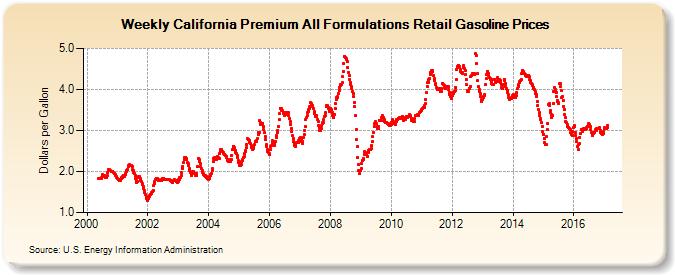 Weekly California Premium All Formulations Retail Gasoline Prices
Dollars per Gallon
5.0
4.0
3.0
2.0
1.0
2000 2002 2004 2006 2008 2010 2012 2014 2016
Source: U.S. Energy Information Administration